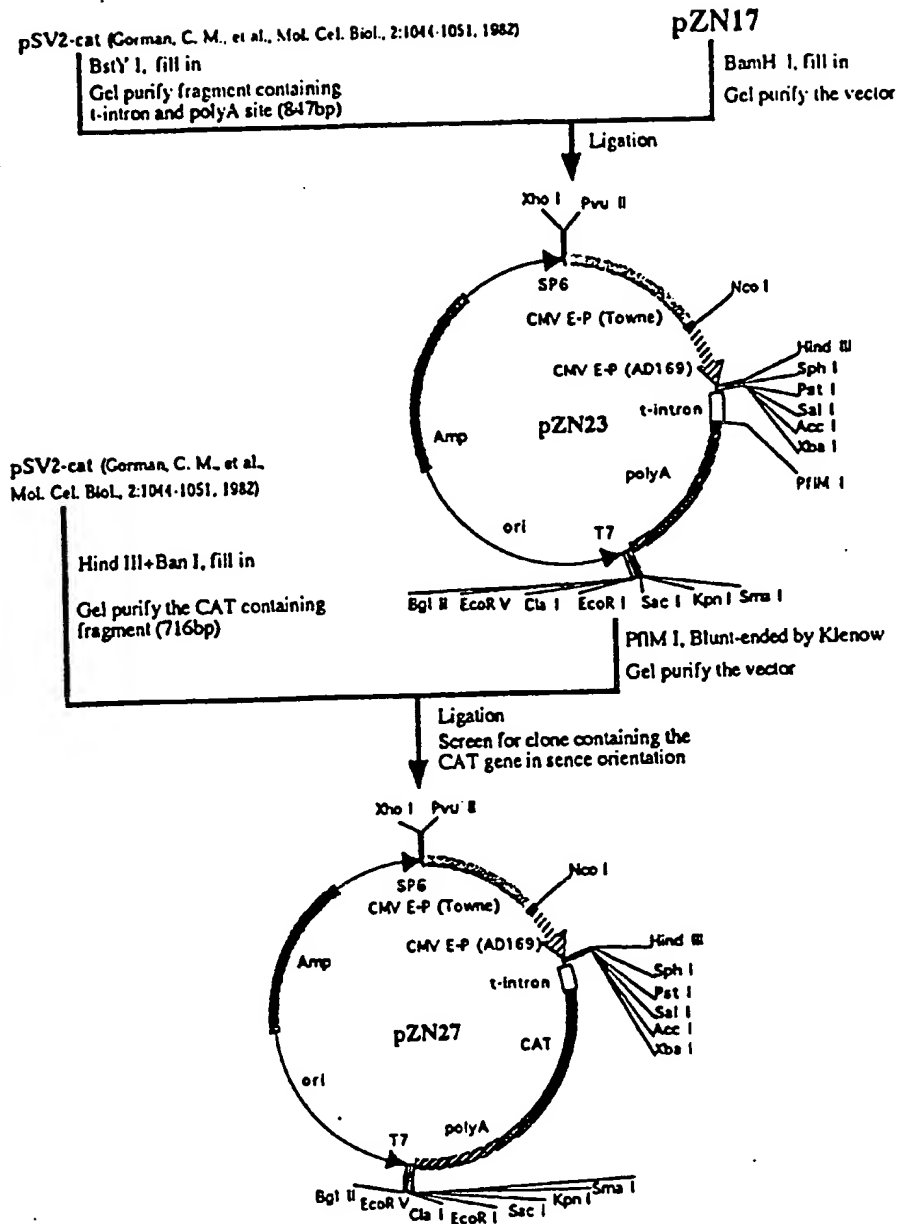 pSV2-cat (Gorman, C. M., et al., Mol. Cel. Biol., 2:1044-1051, 1982)
pZN17
BstY I, fill in
Gel purify fragment containing
t-intron and polyA site (847bp)
BamH I, fill in
Gel purify the vector
Ligation
Xho I
Pvu II
SP6
CMV E-P (Towne)
Nco I
CMV E-P (AD169)
Hind III
Sph I
Pst I
Sal I
Acc I
Xba I
t-intron
pZN23
Amp
PflM I
polyA
ori
T7
Bgl II EcoR V Cla I EcoR I Sac I Kpn I Sma I
pSV2-cat (Gorman, C. M., et al.,
Mol. Cel. Biol., 2:1044-1051, 1982)
Hind III+Ban I, fill in
Gel purify the CAT containing
fragment (716bp)
PflM I, Blunt-ended by Klenow
Gel purify the vector
Ligation
Screen for clone containing the
CAT gene in sence orientation
Xho I
Pvu II
SP6
CMV E-P (Towne)
Nco I
CMV E-P (AD169)
Hind III
Sph I
Pst I
Sal I
Acc I
Xba I
t-intron
Amp
pZN27
CAT
ori
polyA
T7
Bgl II EcoR V Cla I EcoR I Sac I Kpn I Sma I